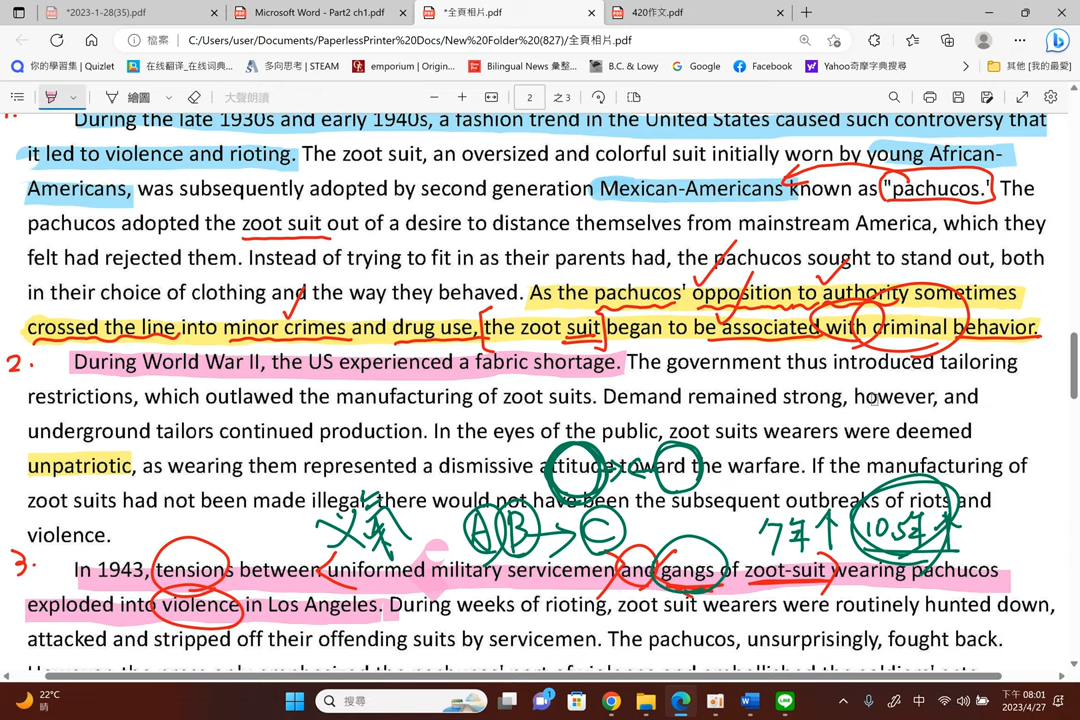 *2023-1-28(35).pdf
Microsoft Word - Part2 ch1.pdf
*全頁相片.pdf
420作文.pdf
檔案
C:/Users/user/Documents/PaperlessPrinter%20Docs/New%20Folder%20(827)/全頁相片.pdf
你的學習集 | Quizlet
在线翻译_在线词典...
多向思考 | STEAM
emporium | Origin...
Bilingual News 彙整...
B.C. & Lowy
Google
Facebook
Yahoo奇摩字典搜尋
其他 [我的最愛]
繪圖
大聲朗讀
2
之 3
1.
During the late 1930s and early 1940s, a fashion trend in the United States caused such controversy that
it led to violence and rioting. The zoot suit, an oversized and colorful suit initially worn by young African-
Americans, was subsequently adopted by second generation Mexican-Americans known as "pachucos." The
pachucos adopted the zoot suit out of a desire to distance themselves from mainstream America, which they
felt had rejected them. Instead of trying to fit in as their parents had, the pachucos sought to stand out, both
in their choice of clothing and the way they behaved. As the pachucos' opposition to authority sometimes
crossed the line into minor crimes and drug use, the zoot suit began to be associated with criminal behavior.
2.
During World War II, the US experienced a fabric shortage. The government thus introduced tailoring
restrictions, which outlawed the manufacturing of zoot suits. Demand remained strong, however, and
underground tailors continued production. In the eyes of the public, zoot suits wearers were deemed
unpatriotic, as wearing them represented a dismissive attitude toward the warfare. If the manufacturing of
zoot suits had not been made illegal, there would not have been the subsequent outbreaks of riots and
violence.
义氣
A B → C
7年个
10.5年
3.
In 1943, tensions between uniformed military servicemen and gangs of zoot-suit wearing pachucos
exploded into violence in Los Angeles. During weeks of rioting, zoot suit wearers were routinely hunted down,
attacked and stripped off their offending suits by servicemen. The pachucos, unsurprisingly, fought back.
22°C
晴
搜尋
1
中
下午 08:01
2023/4/27